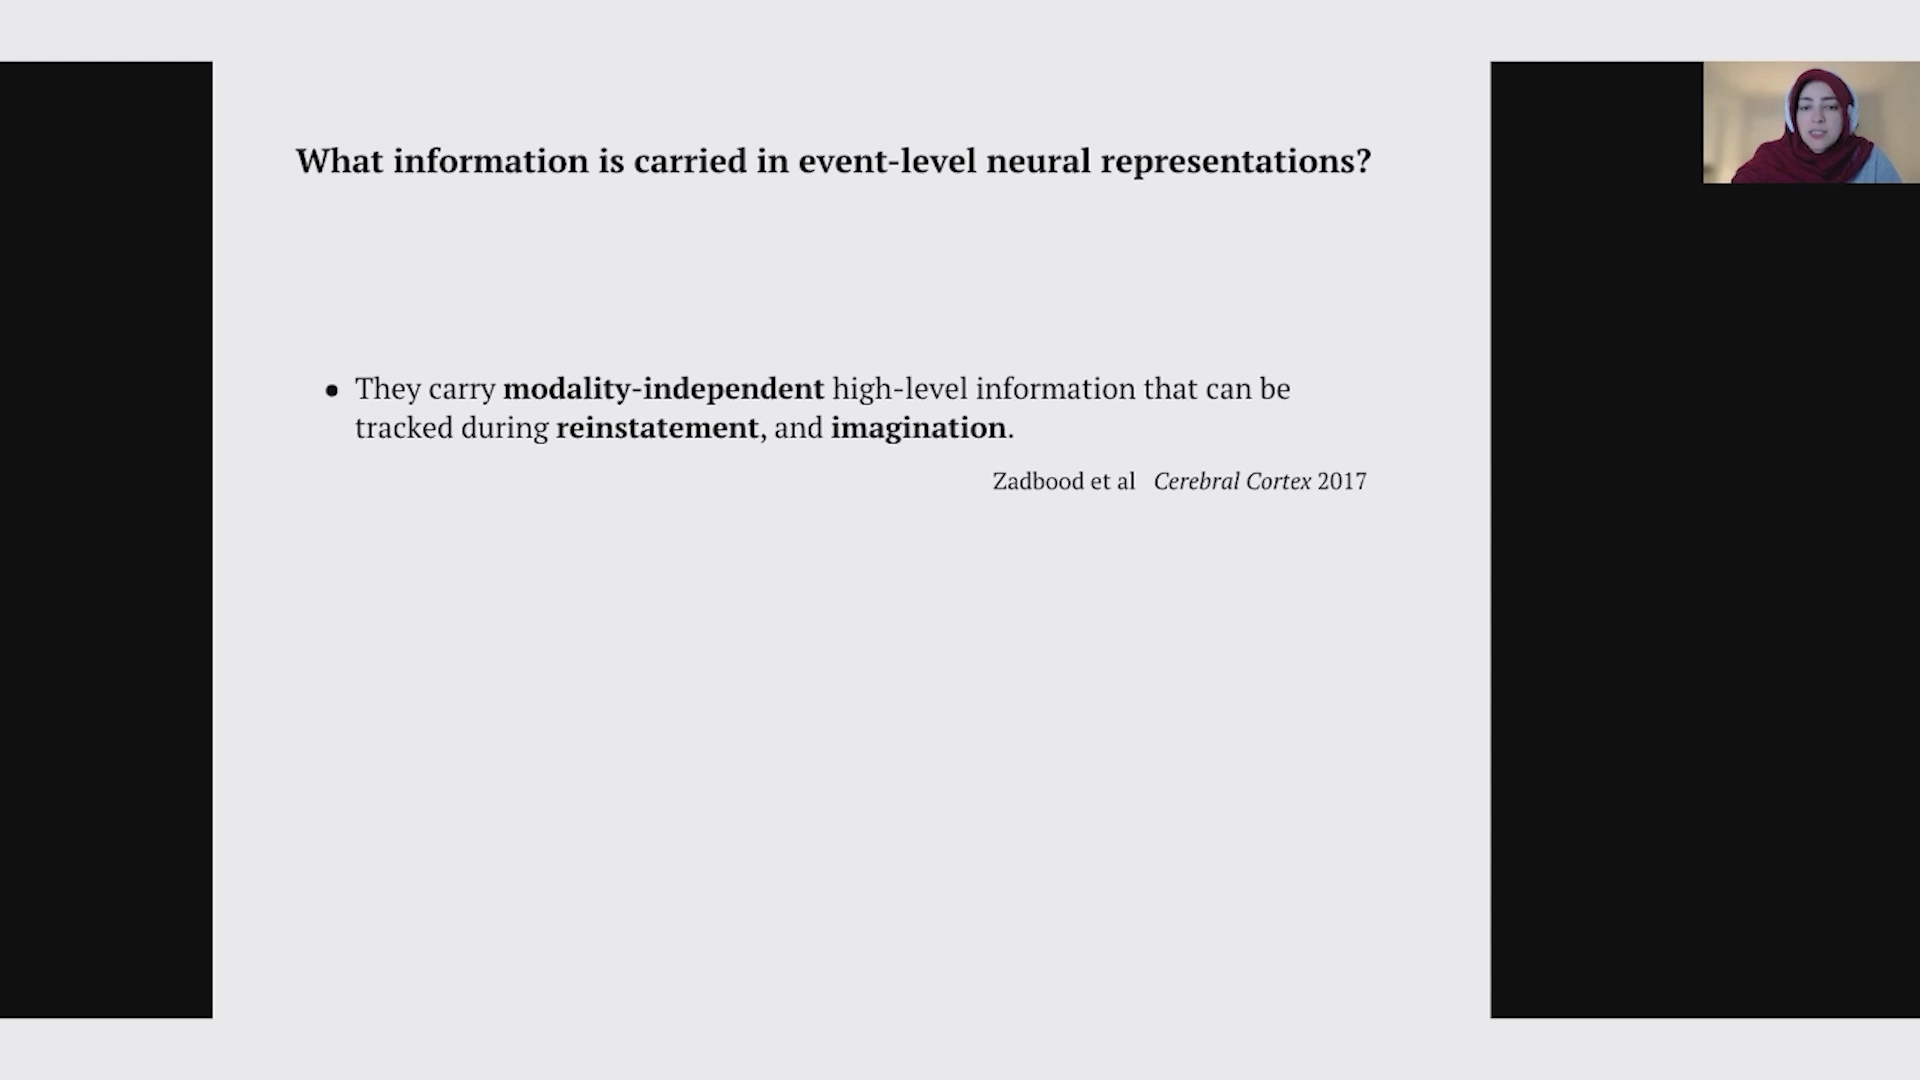 What information is carried in event-level neural representations?
• They carry modality-independent high-level information that can be
tracked during reinstatement, and imagination.
Zadbood et al Cerebral Cortex 2017